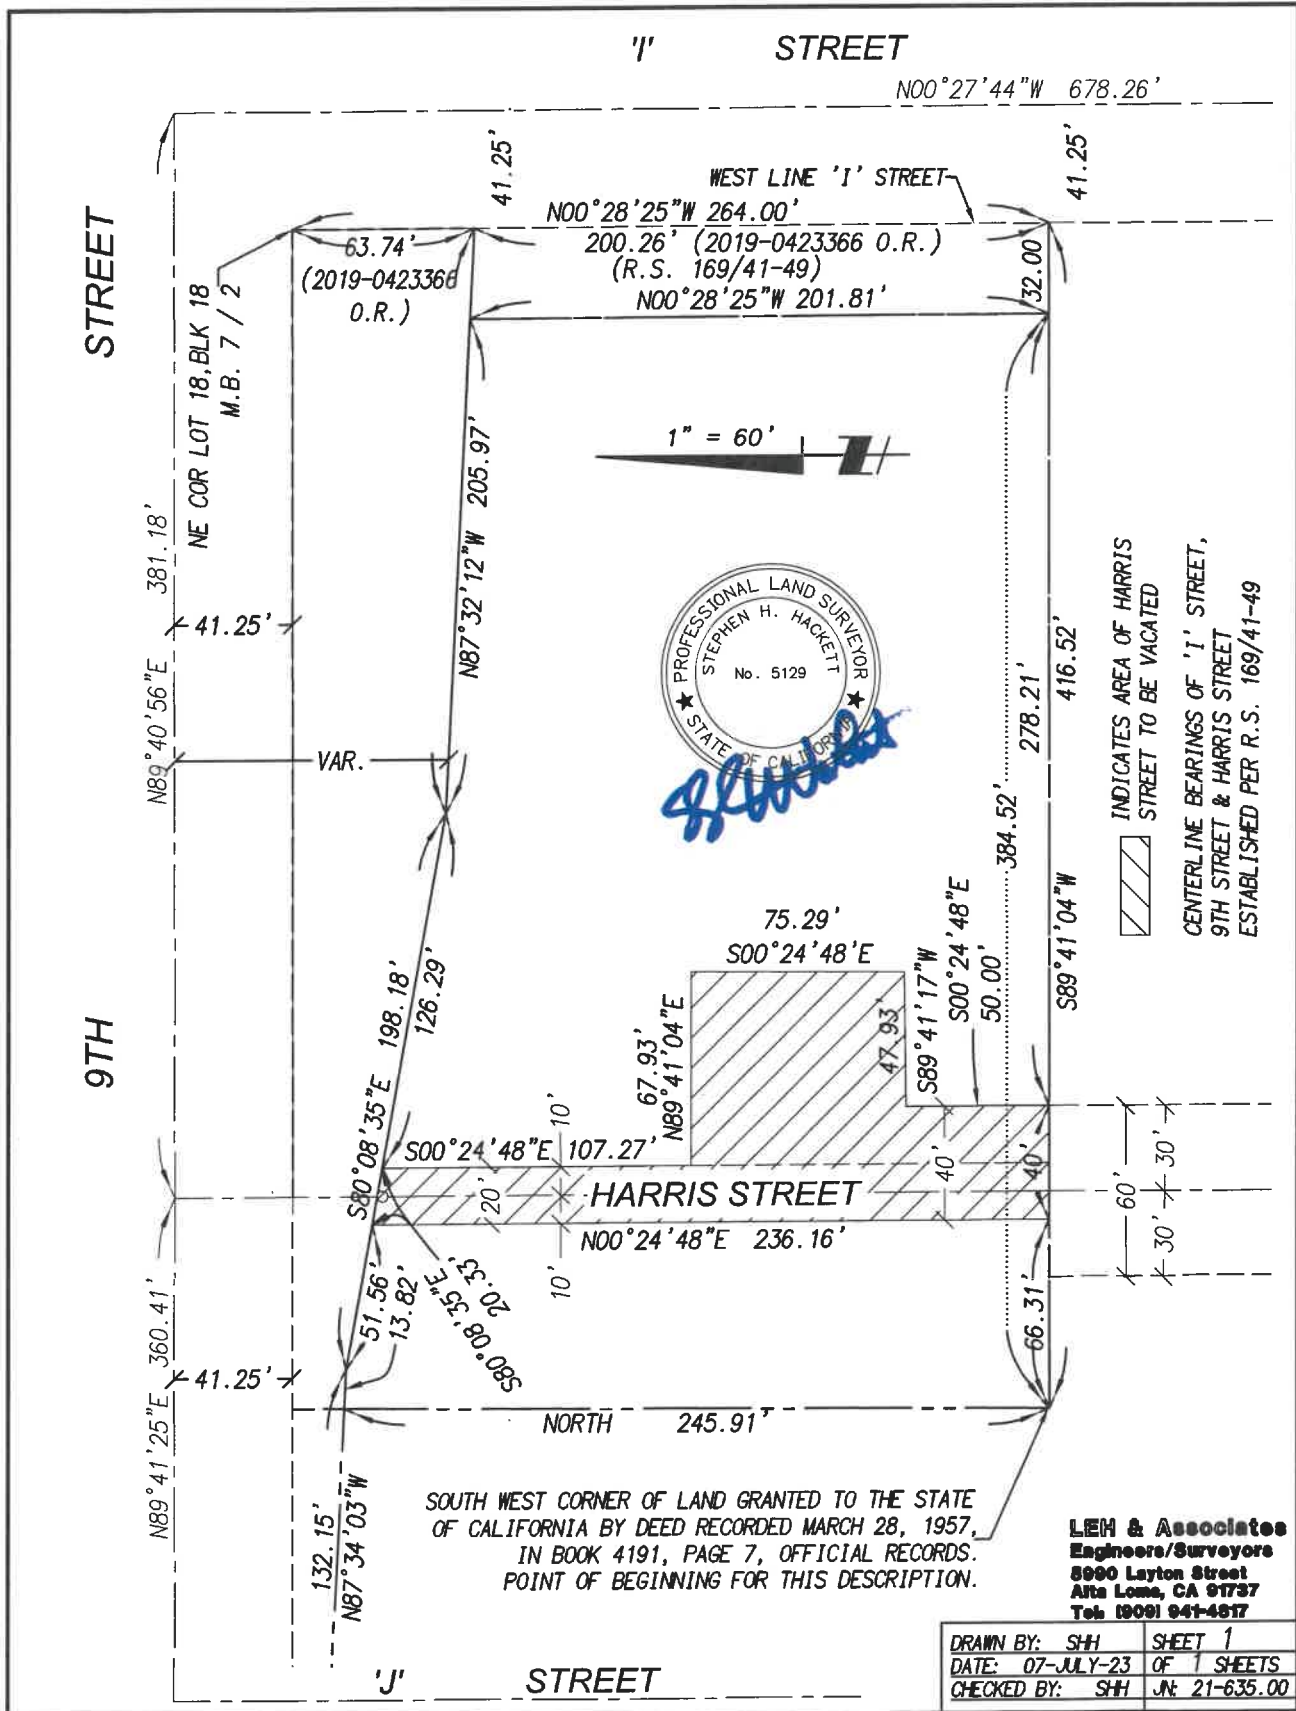 'I' STREET
N00°27'44"W 678.26'
41.25'
41.25'
WEST LINE 'I' STREET
N00°28'25"W 264.00'
200.26' (2019-0423366 O.R.)
(R.S. 169/41-49)
N00°28'25"W 201.81'
63.74'
(2019-0423366
O.R.)
32.00
STREET
NE COR LOT 18,BLK 18
M.B. 7 / 2
1" = 60'
N
N87°32'12"W 205.97'
N89°40'56"E 381.18'
41.25'
VAR.
PROFESSIONAL LAND SURVEYOR
STEPHEN H. HACKETT
No. 5129
STATE OF CALIFORNIA
278.21'
416.52'
384.52'
S89°41'04"W
INDICATES AREA OF HARRIS
STREET TO BE VACATED
CENTERLINE BEARINGS OF 'I' STREET,
9TH STREET & HARRIS STREET
ESTABLISHED PER R.S. 169/41-49
9TH
S80°08'35"E 198.18'
126.29'
75.29'
S00°24'48'E
67.93'
N89°41'04"E
47.93'
S89°41'17"W
S00°24'48"E
50.00'
S00°24'48"E 107.27'
10'
20'
HARRIS STREET
40'
40'
60'
30'
30'
N00°24'48"E 236.16'
10'
51.56'
13.82'
S80°08'35"E
20.33'
66.31'
N89°41'25"E 360.41'
41.25'
NORTH 245.91'
132.15'
N87°34'03"W
SOUTH WEST CORNER OF LAND GRANTED TO THE STATE
OF CALIFORNIA BY DEED RECORDED MARCH 28, 1957,
IN BOOK 4191, PAGE 7, OFFICIAL RECORDS.
POINT OF BEGINNING FOR THIS DESCRIPTION.
'J' STREET
LEH & Associates
Engineers/Surveyors
8990 Layton Street
Alta Loma, CA 91737
Tel: (909) 941-4817
DRAWN BY: SHH SHEET 1
DATE: 07-JULY-23 OF 1 SHEETS
CHECKED BY: SHH JN: 21-635.00